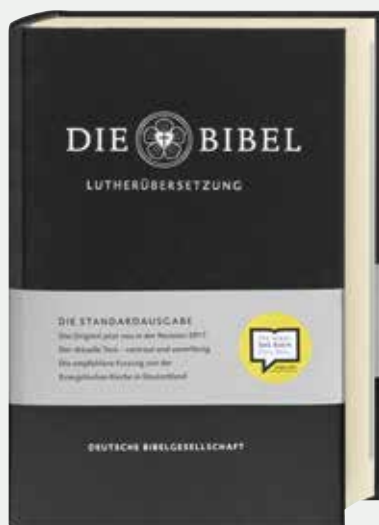 DIE BIBEL
LUTHERÜBERSETZUNG
DIE STANDARDAUSGABE
Das Original jetzt neu in der Revision 2017
Der aktuelle Text – vertraut und zuverlässig
Die empfohlene Fassung von der
Evangelischen Kirche in Deutschland
DEUTSCHE BIBELGESELLSCHAFT